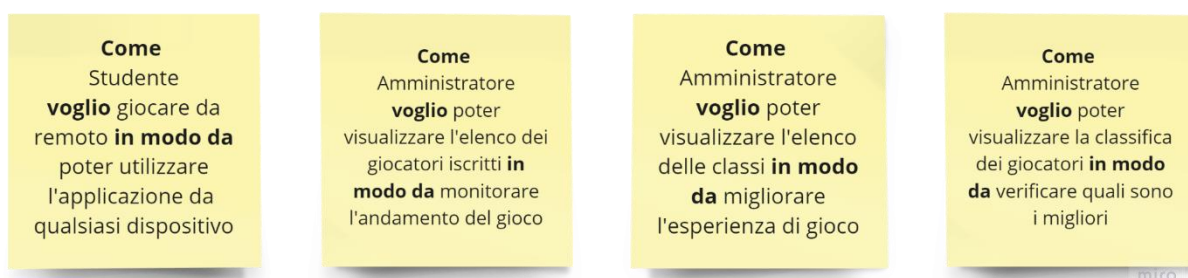 Come
Studente
voglio giocare da
remoto in modo da
poter utilizzare
l'applicazione da
qualsiasi dispositivo
Come
Amministratore
voglio poter
visualizzare l'elenco dei
giocatori iscritti in
modo da monitorare
l'andamento del gioco
Come
Amministratore
voglio poter
visualizzare l'elenco
delle classi in modo
da migliorare
l'esperienza di gioco
Come
Amministratore
voglio poter
visualizzare la classifica
dei giocatori in modo
da verificare quali sono
i migliori
miro